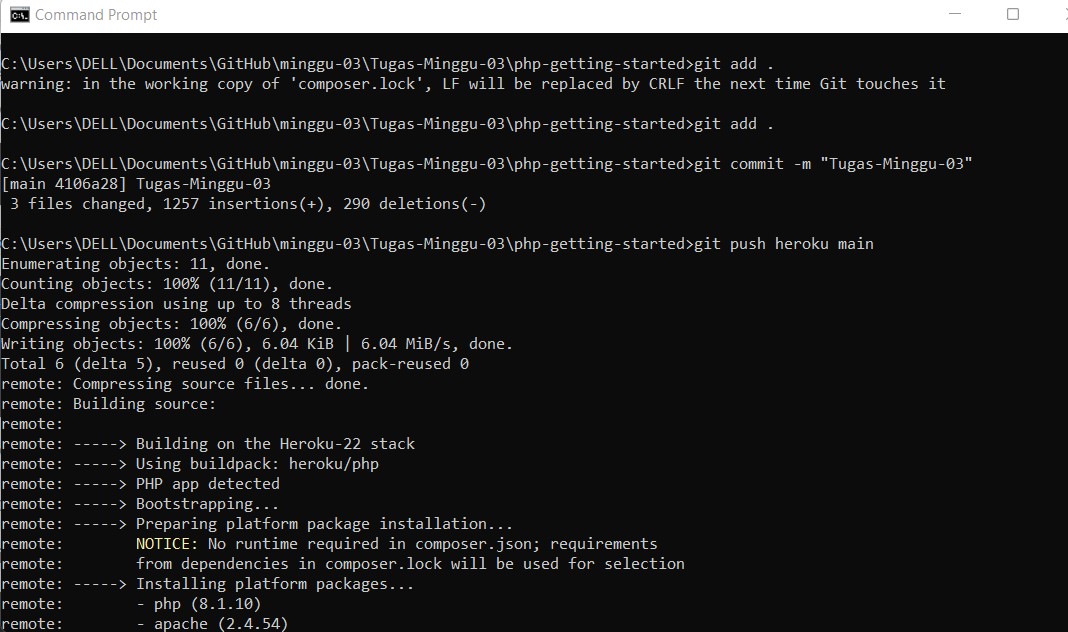 Command Prompt
C:\Users\DELL\Documents\GitHub\minggu-03\Tugas-Minggu-03\php-getting-started>git add .
warning: in the working copy of 'composer.lock', LF will be replaced by CRLF the next time Git touches it
C:\Users\DELL\Documents\GitHub\minggu-03\Tugas-Minggu-03\php-getting-started>git add .
C:\Users\DELL\Documents\GitHub\minggu-03\Tugas-Minggu-03\php-getting-started>git commit -m "Tugas-Minggu-03"
[main 4106a28] Tugas-Minggu-03
 3 files changed, 1257 insertions(+), 290 deletions(-)
C:\Users\DELL\Documents\GitHub\minggu-03\Tugas-Minggu-03\php-getting-started>git push heroku main
Enumerating objects: 11, done.
Counting objects: 100% (11/11), done.
Delta compression using up to 8 threads
Compressing objects: 100% (6/6), done.
Writing objects: 100% (6/6), 6.04 KiB | 6.04 MiB/s, done.
Total 6 (delta 5), reused 0 (delta 0), pack-reused 0
remote: Compressing source files... done.
remote: Building source:
remote:
remote: -----> Building on the Heroku-22 stack
remote: -----> Using buildpack: heroku/php
remote: -----> PHP app detected
remote: -----> Bootstrapping...
remote: -----> Preparing platform package installation...
remote:        NOTICE: No runtime required in composer.json; requirements
remote:        from dependencies in composer.lock will be used for selection
remote: -----> Installing platform packages...
remote:        - php (8.1.10)
remote:        - apache (2.4.54)